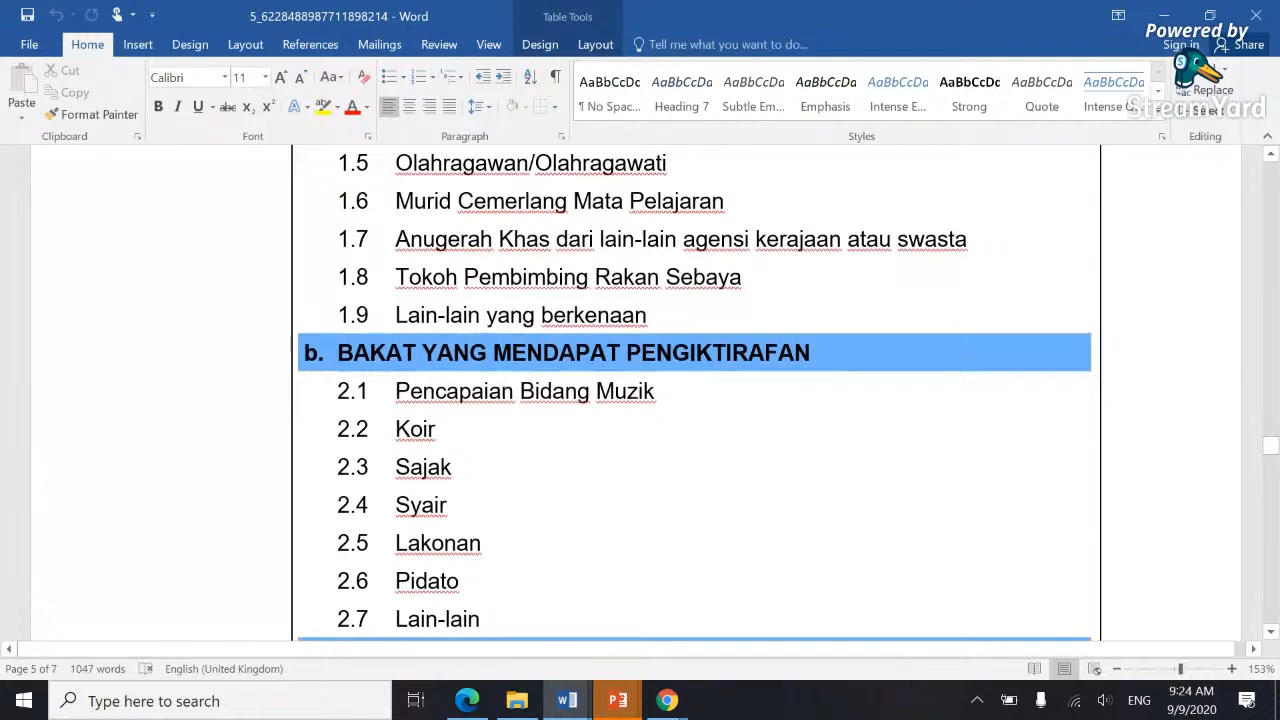 5_6228488987711898214 - Word
Table Tools
Powered by
File Home Insert Design Layout References Mailings Review View Design Layout Tell me what you want to do... Sign in Share
Paste Cut Copy Format Painter
Calibri 11
AaBbCcDc AaBbCcDc AaBbCcDc AaBbCcDc AaBbCcDc AaBbCcDc AaBbCcDc AaBbCcDc
¶ No Spac... Heading 7 Subtle Em... Emphasis Intense E... Strong Quote Intense
Replace
StreamYard
Clipboard Font Paragraph Styles Editing
1.5 Olahragawan/Olahragawati
1.6 Murid Cemerlang Mata Pelajaran
1.7 Anugerah Khas dari lain-lain agensi kerajaan atau swasta
1.8 Tokoh Pembimbing Rakan Sebaya
1.9 Lain-lain yang berkenaan
b. BAKAT YANG MENDAPAT PENGIKTIRAFAN
2.1 Pencapaian Bidang Muzik
2.2 Koir
2.3 Sajak
2.4 Syair
2.5 Lakonan
2.6 Pidato
2.7 Lain-lain
Page 5 of 7 1047 words English (United Kingdom) 153%
Type here to search
ENG
9:24 AM
9/9/2020